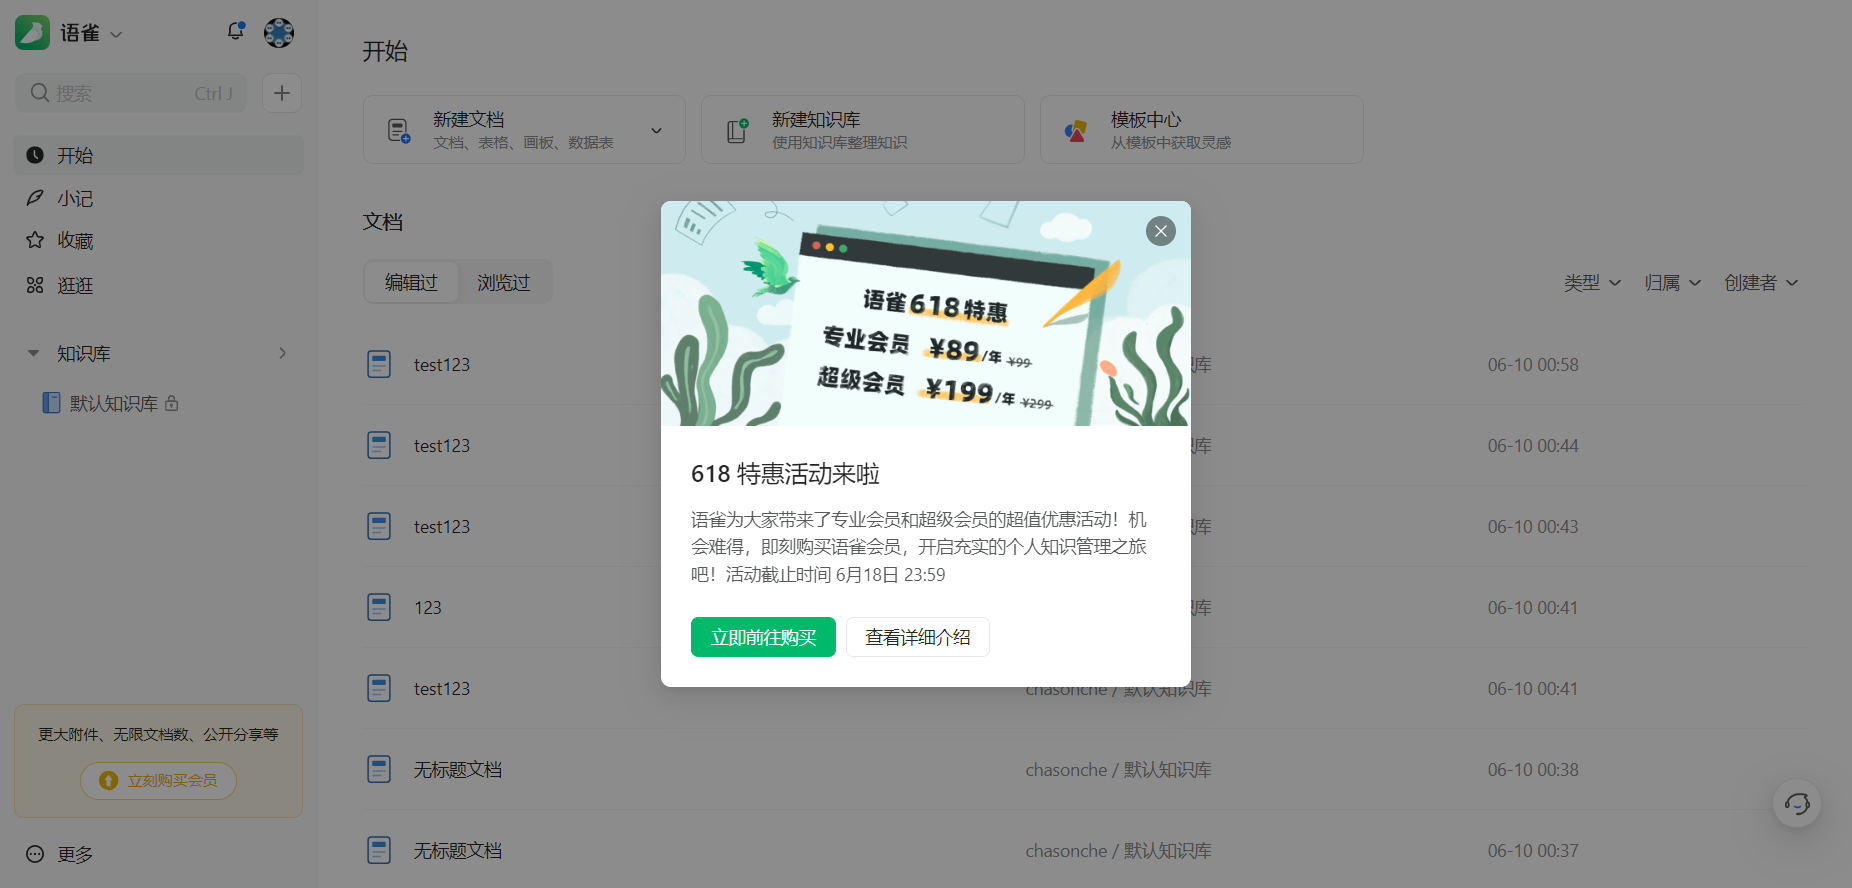 语雀
搜索
Ctrl J
开始
小记
收藏
逛逛
知识库
默认知识库
更大附件、无限文档数、公开分享等
立刻购买会员
更多
开始
新建文档
文档、表格、画板、数据表
新建知识库
使用知识库整理知识
模板中心
从模板中获取灵感
文档
编辑过
浏览过
类型
归属
创建者
test123
识库
06-10 00:58
test123
识库
06-10 00:44
test123
识库
06-10 00:43
123
识库
06-10 00:41
test123
chasonche / 默认知识库
06-10 00:41
无标题文档
chasonche / 默认知识库
06-10 00:38
无标题文档
chasonche / 默认知识库
06-10 00:37
语雀618特惠
专业会员 ¥89/年 ¥99
超级会员 ¥199/年 ¥299
618 特惠活动来啦
语雀为大家带来了专业会员和超级会员的超值优惠活动！机
会难得，即刻购买语雀会员，开启充实的个人知识管理之旅
吧！活动截止时间 6月18日 23:59
立即前往购买
查看详细介绍